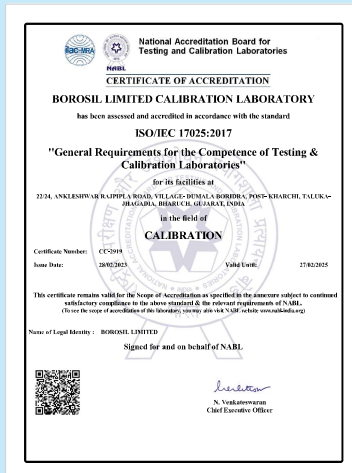 ilac-MRA
NABL
National Accreditation Board for
Testing and Calibration Laboratories
CERTIFICATE OF ACCREDITATION
BOROSIL LIMITED CALIBRATION LABORATORY
has been assessed and accredited in accordance with the standard
ISO/IEC 17025:2017
"General Requirements for the Competence of Testing &
Calibration Laboratories"
for its facilities at
22/24, ANKLESHWAR RAJPIPLA ROAD, VILLAGE- DUMALA BORIDRA, POST- KHARCHI, TALUKA-
JHAGADIA, BHARUCH, GUJARAT, INDIA
in the field of
CALIBRATION
Certificate Number: CC-2919
Issue Date: 28/02/2023 Valid Until: 27/02/2025
This certificate remains valid for the Scope of Accreditation as specified in the annexure subject to continued
satisfactory compliance to the above standard & the relevant requirements of NABL.
(To see the scope of accreditation of this laboratory, you may also visit NABL website www.nabl-india.org)
Name of Legal Identity : BOROSIL LIMITED
Signed for and on behalf of NABL
N. Venkateswaran
Chief Executive Officer